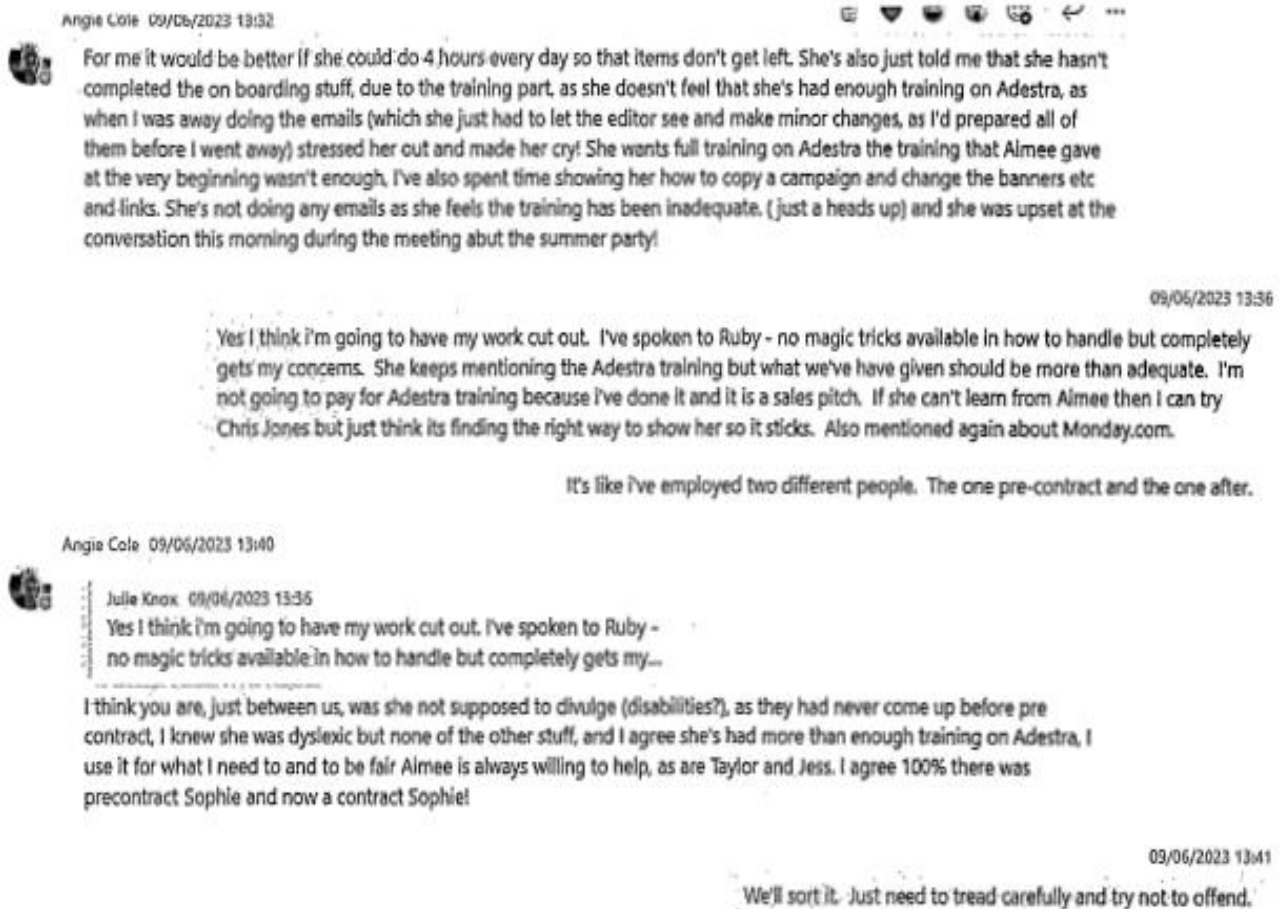 Angie Cole 09/06/2023 13:32
For me it would be better if she could do 4 hours every day so that items don't get left. She's also just told me that she hasn't
completed the on boarding stuff, due to the training part, as she doesn't feel that she's had enough training on Adestra, as
when I was away doing the emails (which she just had to let the editor see and make minor changes, as I'd prepared all of
them before I went away) stressed her out and made her cry! She wants full training on Adestra the training that Aimee gave
at the very beginning wasn't enough, I've also spent time showing her how to copy a campaign and change the banners etc
and links. She's not doing any emails as she feels the training has been inadequate. ( just a heads up) and she was upset at the
conversation this morning during the meeting abut the summer party!
09/06/2023 13:36
Yes I think i'm going to have my work cut out. I've spoken to Ruby - no magic tricks available in how to handle but completely
gets my concerns. She keeps mentioning the Adestra training but what we've have given should be more than adequate. I'm
not going to pay for Adestra training because i've done it and it is a sales pitch. If she can't learn from Aimee then I can try
Chris Jones but just think its finding the right way to show her so it sticks. Also mentioned again about Monday.com.
It's like i've employed two different people. The one pre-contract and the one after.
Angie Cole 09/06/2023 13:40
Julie Knox 09/06/2023 13:36
Yes I think i'm going to have my work cut out. I've spoken to Ruby -
no magic tricks available in how to handle but completely gets my...
I think you are, just between us, was she not supposed to divulge (disabilities?), as they had never come up before pre
contract, I knew she was dyslexic but none of the other stuff, and I agree she's had more than enough training on Adestra, I
use it for what I need to and to be fair Aimee is always willing to help, as are Taylor and Jess. I agree 100% there was
precontract Sophie and now a contract Sophie!
09/06/2023 13:41
We'll sort it. Just need to tread carefully and try not to offend.